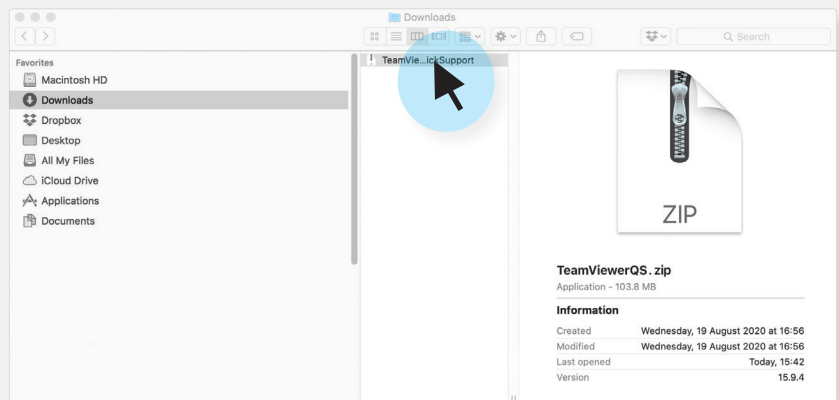 Downloads
Search
Favorites
Macintosh HD
Downloads
Dropbox
Desktop
All My Files
iCloud Drive
Applications
Documents
TeamVie...ickSupport
ZIP
TeamViewerQS.zip
Application - 103.8 MB
Information
Created Wednesday, 19 August 2020 at 16:56
Modified Wednesday, 19 August 2020 at 16:56
Last opened Today, 15:42
Version 15.9.4